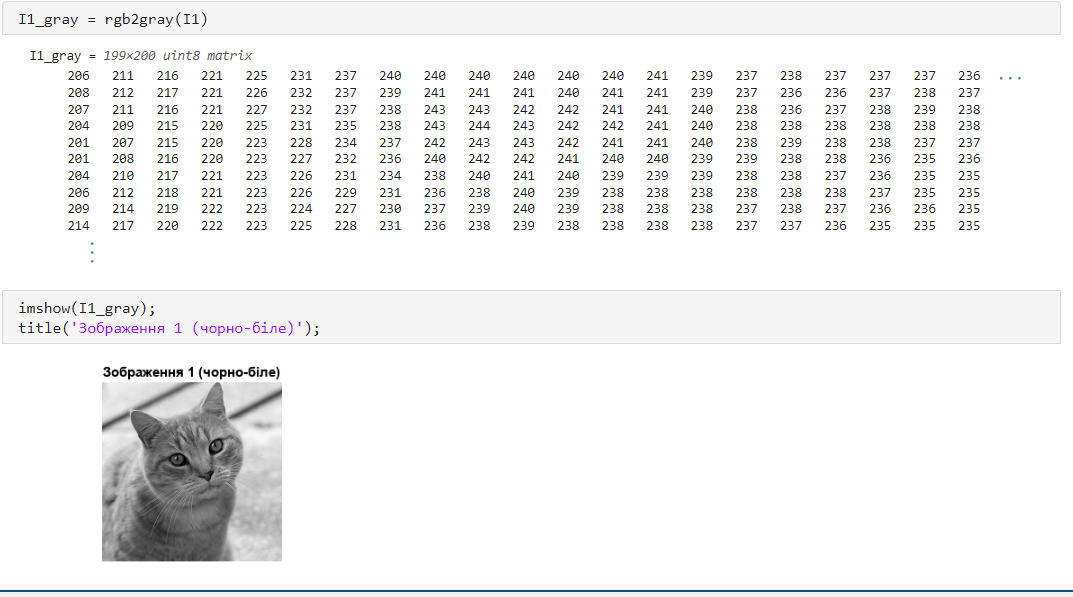 I1_gray = rgb2gray(I1)
I1_gray = 199×200 uint8 matrix
206 211 216 221 225 231 237 240 240 240 240 240 240 241 239 237 238 237 237 237 236 ...
208 212 217 221 226 232 237 239 241 241 241 240 241 241 239 237 236 236 237 238 237
207 211 216 221 227 232 237 238 243 243 242 242 241 241 240 238 236 237 238 239 238
204 209 215 220 225 231 235 238 243 244 243 242 242 241 240 238 238 238 238 238 238
201 207 215 220 223 228 234 237 242 243 243 242 241 241 240 238 239 238 238 237 237
201 208 216 220 223 227 232 236 240 242 242 241 240 240 239 239 238 238 236 235 236
204 210 217 221 223 226 231 234 238 240 241 240 239 239 239 238 238 237 236 235 235
206 212 218 221 223 226 229 231 236 238 240 239 238 238 238 238 238 238 237 235 235
209 214 219 222 223 224 227 230 237 239 240 239 238 238 238 237 238 237 236 236 235
214 217 220 222 223 225 228 231 236 238 239 238 238 238 238 237 237 236 235 235 235
⋮
imshow(I1_gray);
title('Зображення 1 (чорно-біле)');
Зображення 1 (чорно-біле)